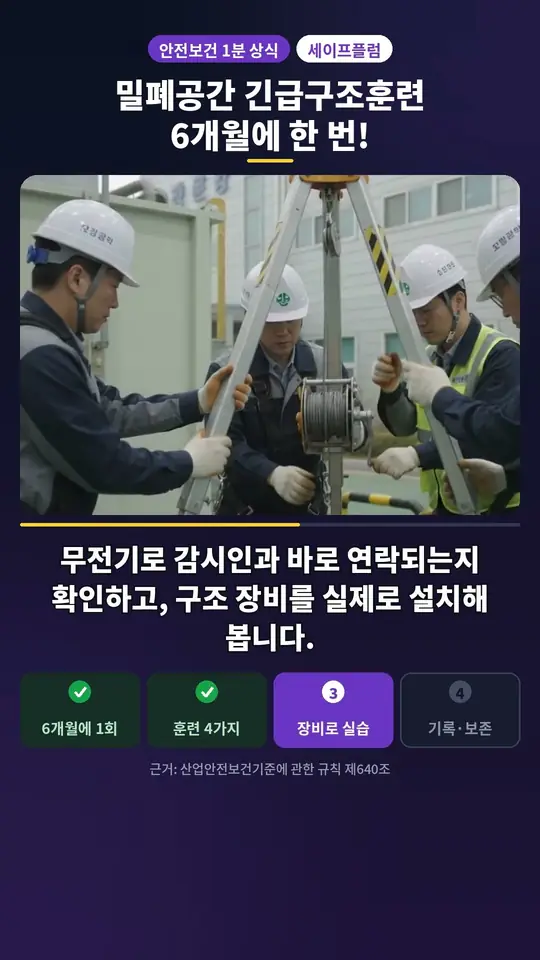 안전보건 1분 상식
세이프플럼
밀폐공간 긴급구조훈련
6개월에 한 번!
무전기로 감시인과 바로 연락되는지
확인하고, 구조 장비를 실제로 설치해
봅니다.
6개월에 1회
훈련 4가지
3
장비로 실습
4
기록·보존
근거: 산업안전보건기준에 관한 규칙 제640조